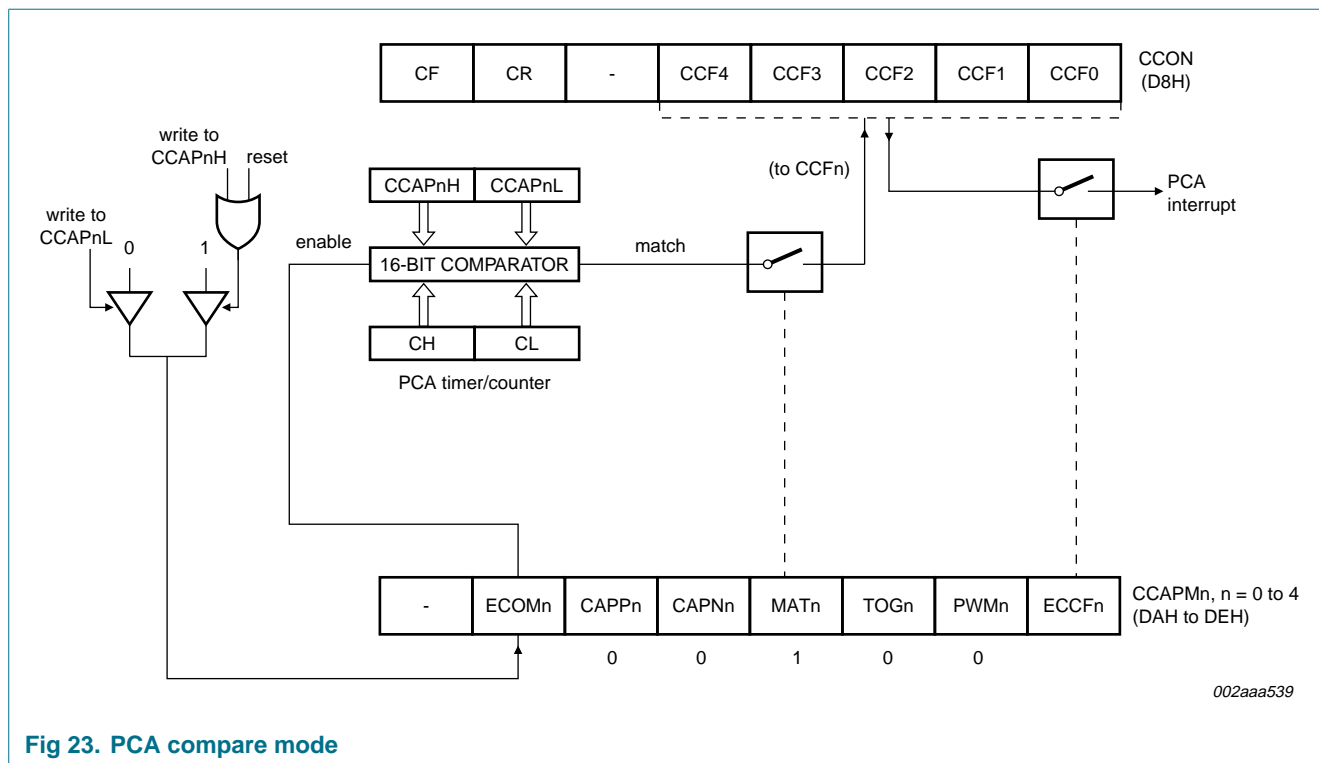 CF CR - CCF4 CCF3 CCF2 CCF1 CCF0
CCON
(D8H)
write to
CCAPnH
reset
write to
CCAPnL
0
1
enable
CCAPnH CCAPnL
16-BIT COMPARATOR
CH CL
PCA timer/counter
match
(to CCFn)
PCA
interrupt
- ECOMn CAPPn CAPNn MATn TOGn PWMn ECCFn
CCAPMn, n = 0 to 4
(DAH to DEH)
0 0 1 0 0
002aaa539
Fig 23. PCA compare mode